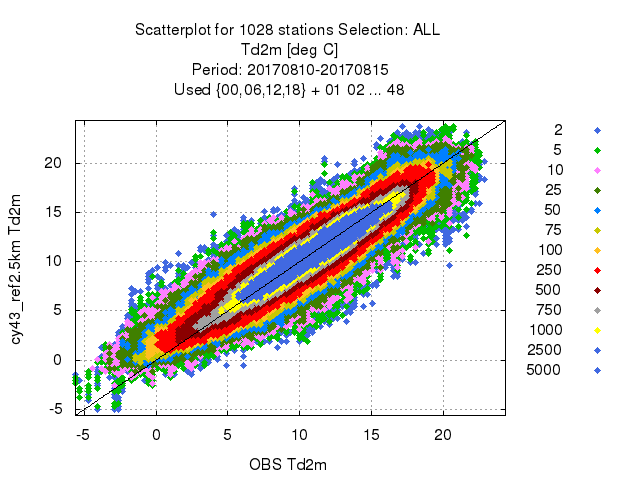 Scatterplot for 1028 stations Selection: ALL
Td2m [deg C]
Period: 20170810-20170815
Used {00,06,12,18} + 01 02 ... 48
cy43_ref2.5km Td2m
20
15
10
5
0
-5
-5 0 5 10 15 20
OBS Td2m
2
5
10
25
50
75
100
250
500
750
1000
2500
5000